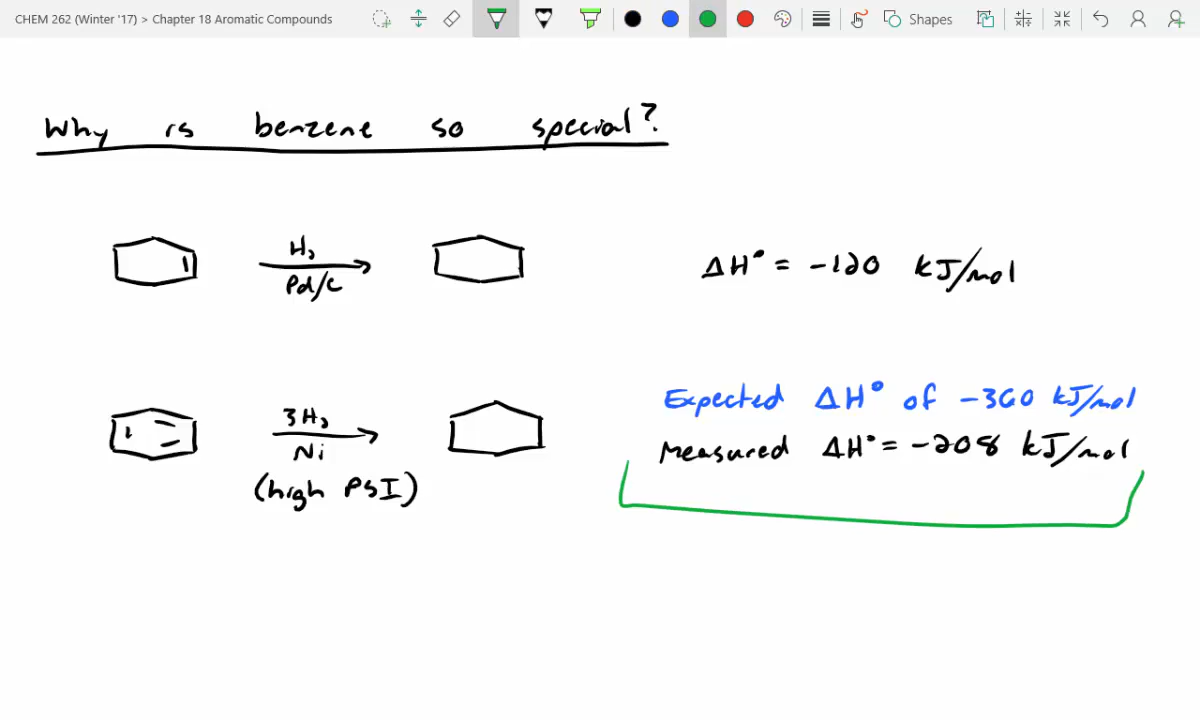 CHEM 262 (Winter '17) > Chapter 18 Aromatic Compounds
Shapes
Why is benzene so special?
H₂
Pd/C
ΔH° = -120 kJ/mol
Expected ΔH° of -360 kJ/mol
3H₂
Ni
Measured ΔH° = -208 kJ/mol
(high PSI)